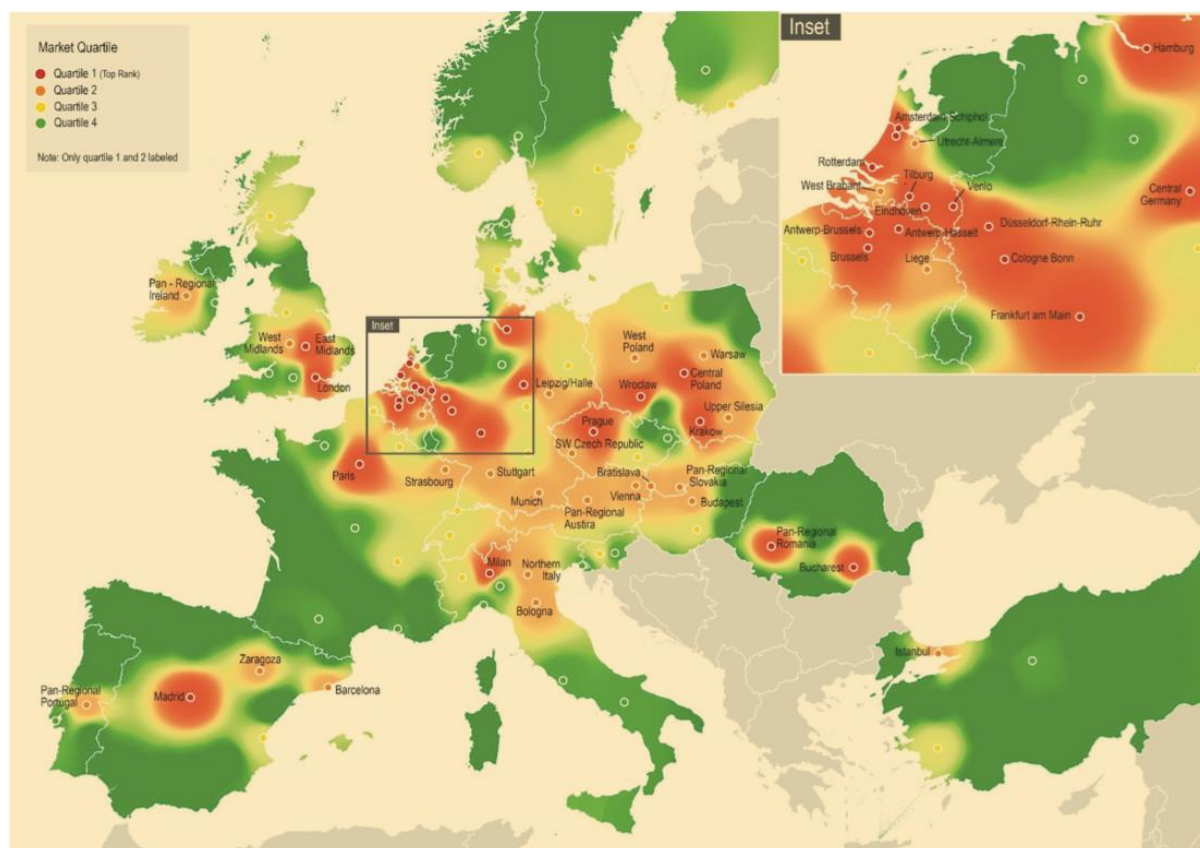 Market Quartile
Quartile 1 (Top Rank)
Quartile 2
Quartile 3
Quartile 4
Note: Only quartile 1 and 2 labeled
Inset
Hamburg
Amsterdam-Schiphol
Utrecht-Almere
Rotterdam
Tilburg
West Brabant
Venlo
Central
Germany
Eindhoven
Düsseldorf-Rhein-Ruhr
Antwerp-Brussels
Antwerp-Hasselt
Brussels
Liege
Cologne Bonn
Frankfurt am Main
Pan - Regional
Ireland
Inset
West
Midlands
East
Midlands
London
West
Poland
Warsaw
Central
Poland
Leipzig/Halle
Wroclaw
Upper Silesia
Prague
Krakow
SW Czech Republic
Paris
Strasbourg
Stuttgart
Bratislava
Pan-Regional
Slovakia
Munich
Vienna
Budapest
Pan-Regional
Austira
Pan-Regional
Romania
Milan
Northern
Italy
Bucharest
Bologna
Zaragoza
Istanbul
Pan-Regional
Portugal
Madrid
Barcelona